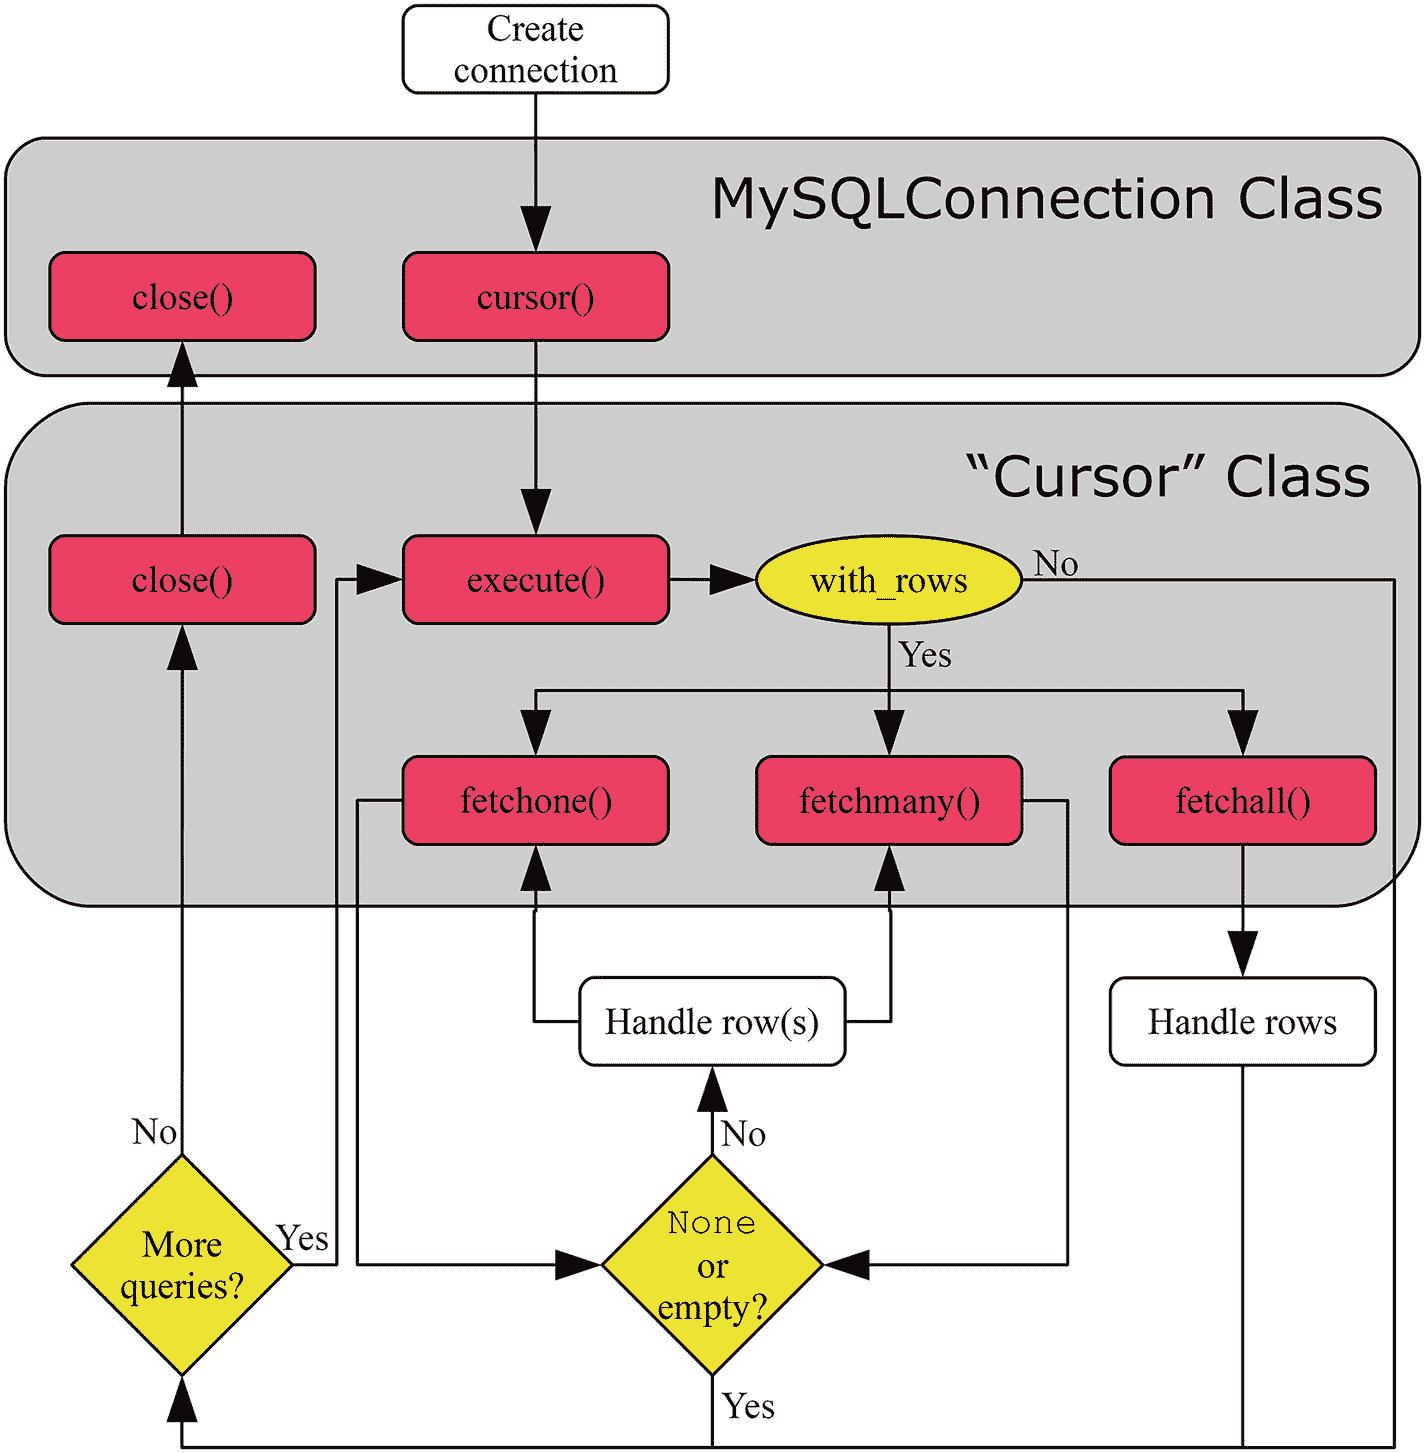 Create
connection
MySQLConnection Class
close()
cursor()
“Cursor” Class
close()
execute()
with_rows
No
Yes
fetchone()
fetchmany()
fetchall()
Handle row(s)
Handle rows
No
No
More
queries?
Yes
None
or
empty?
Yes